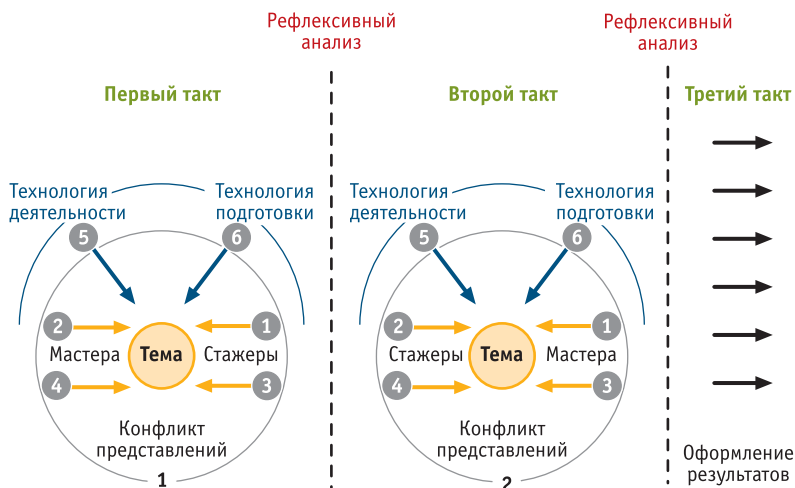 Рефлексивный
анализ
Рефлексивный
анализ
Первый такт
Второй такт
Третий такт
Технология
деятельности
Технология
подготовки
5
6
2
1
Мастера
Тема
Стажеры
4
3
Конфликт
представлений
1
Технология
деятельности
Технология
подготовки
5
6
2
1
Стажеры
Тема
Мастера
4
3
Конфликт
представлений
2
Оформление
результатов